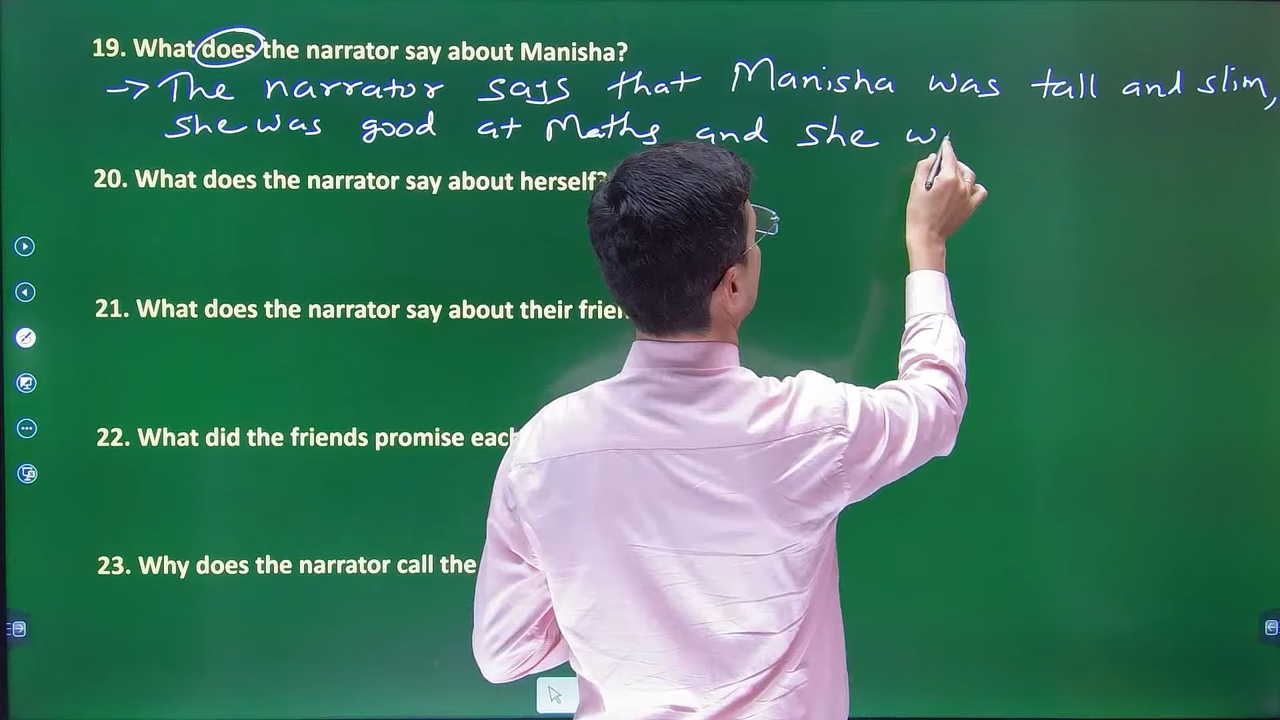 19. What does the narrator say about Manisha?
→ The narrator says that Manisha was tall and slim,
she was good at Maths and she w
20. What does the narrator say about herself?
21. What does the narrator say about their
22. What did the friends promise each
23. Why does the narrator call the